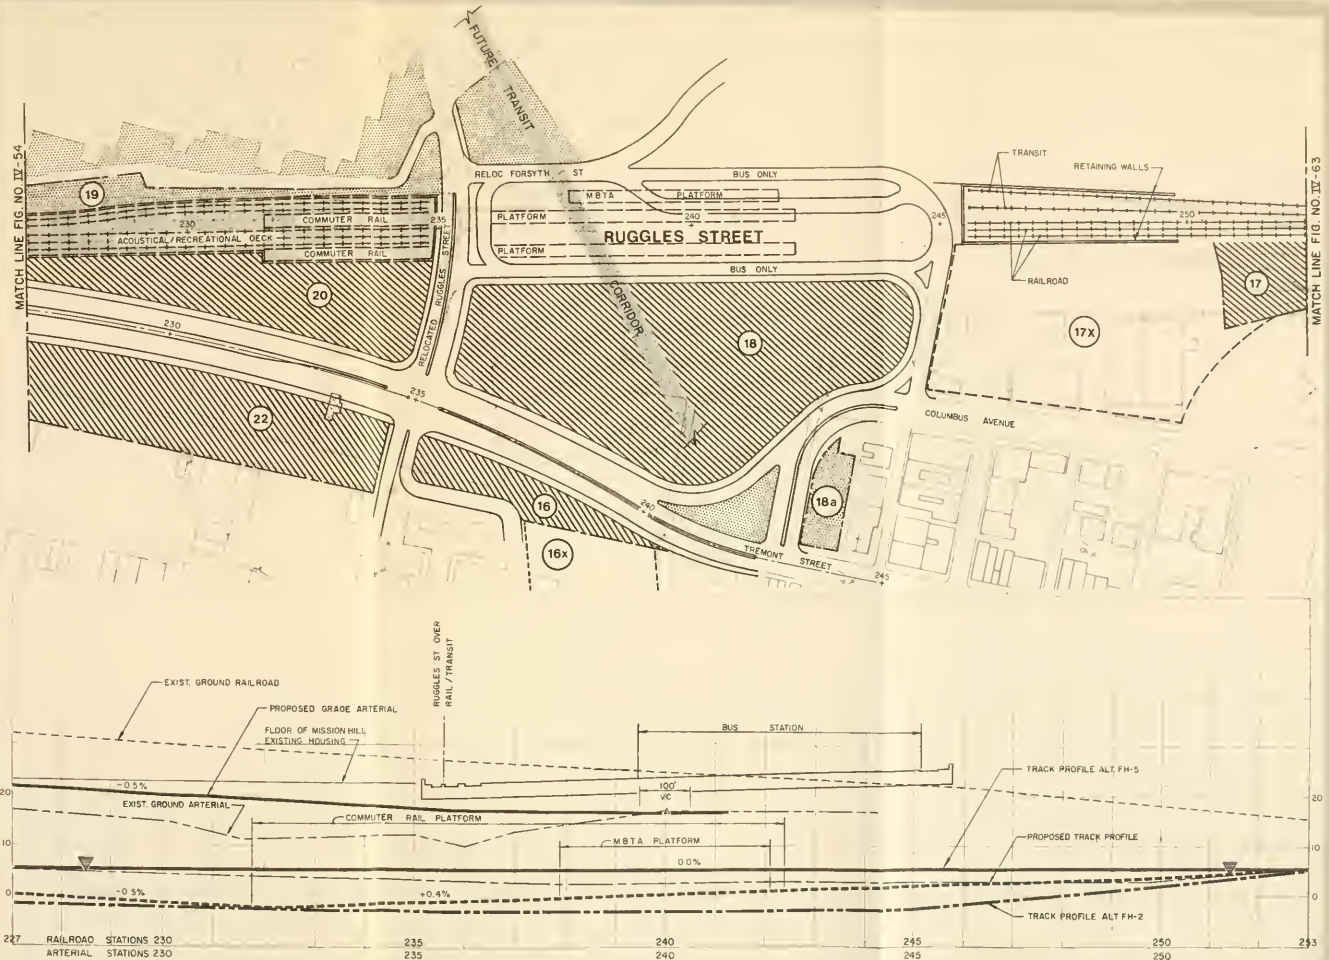 FUTURE
TRANSIT
CORRIDOR
MATCH LINE FIG. NO. IV-54
MATCH LINE FIG. NO. IV-63
19
230
COMMUTER RAIL
235
ACOUSTICAL/RECREATIONAL DECK
COMMUTER RAIL
RELOCATED RUGGLES STREET
RELOC FORSYTH ST
BUS ONLY
MBTA PLATFORM
PLATFORM
240
245
RUGGLES STREET
PLATFORM
BUS ONLY
TRANSIT
RETAINING WALLS
250
RAILROAD
17
17X
20
230
18
235
22
COLUMBUS AVENUE
16
240
18a
16X
TREMONT STREET
245
RUGGLES ST OVER
RAIL/TRANSIT
EXIST. GROUND RAILROAD
PROPOSED GRADE ARTERIAL
FLOOR OF MISSION HILL
EXISTING HOUSING
BUS STATION
TRACK PROFILE ALT. FH-5
-0.5%
100'
VC
20
20
EXIST. GROUND ARTERIAL
COMMUTER RAIL PLATFORM
MBTA PLATFORM
PROPOSED TRACK PROFILE
10
10
0.0%
0
-0.5%
+0.4%
0
TRACK PROFILE ALT FH-2
227 RAILROAD STATIONS 230 235 240 245 250 253
ARTERIAL STATIONS 230 235 240 245 250